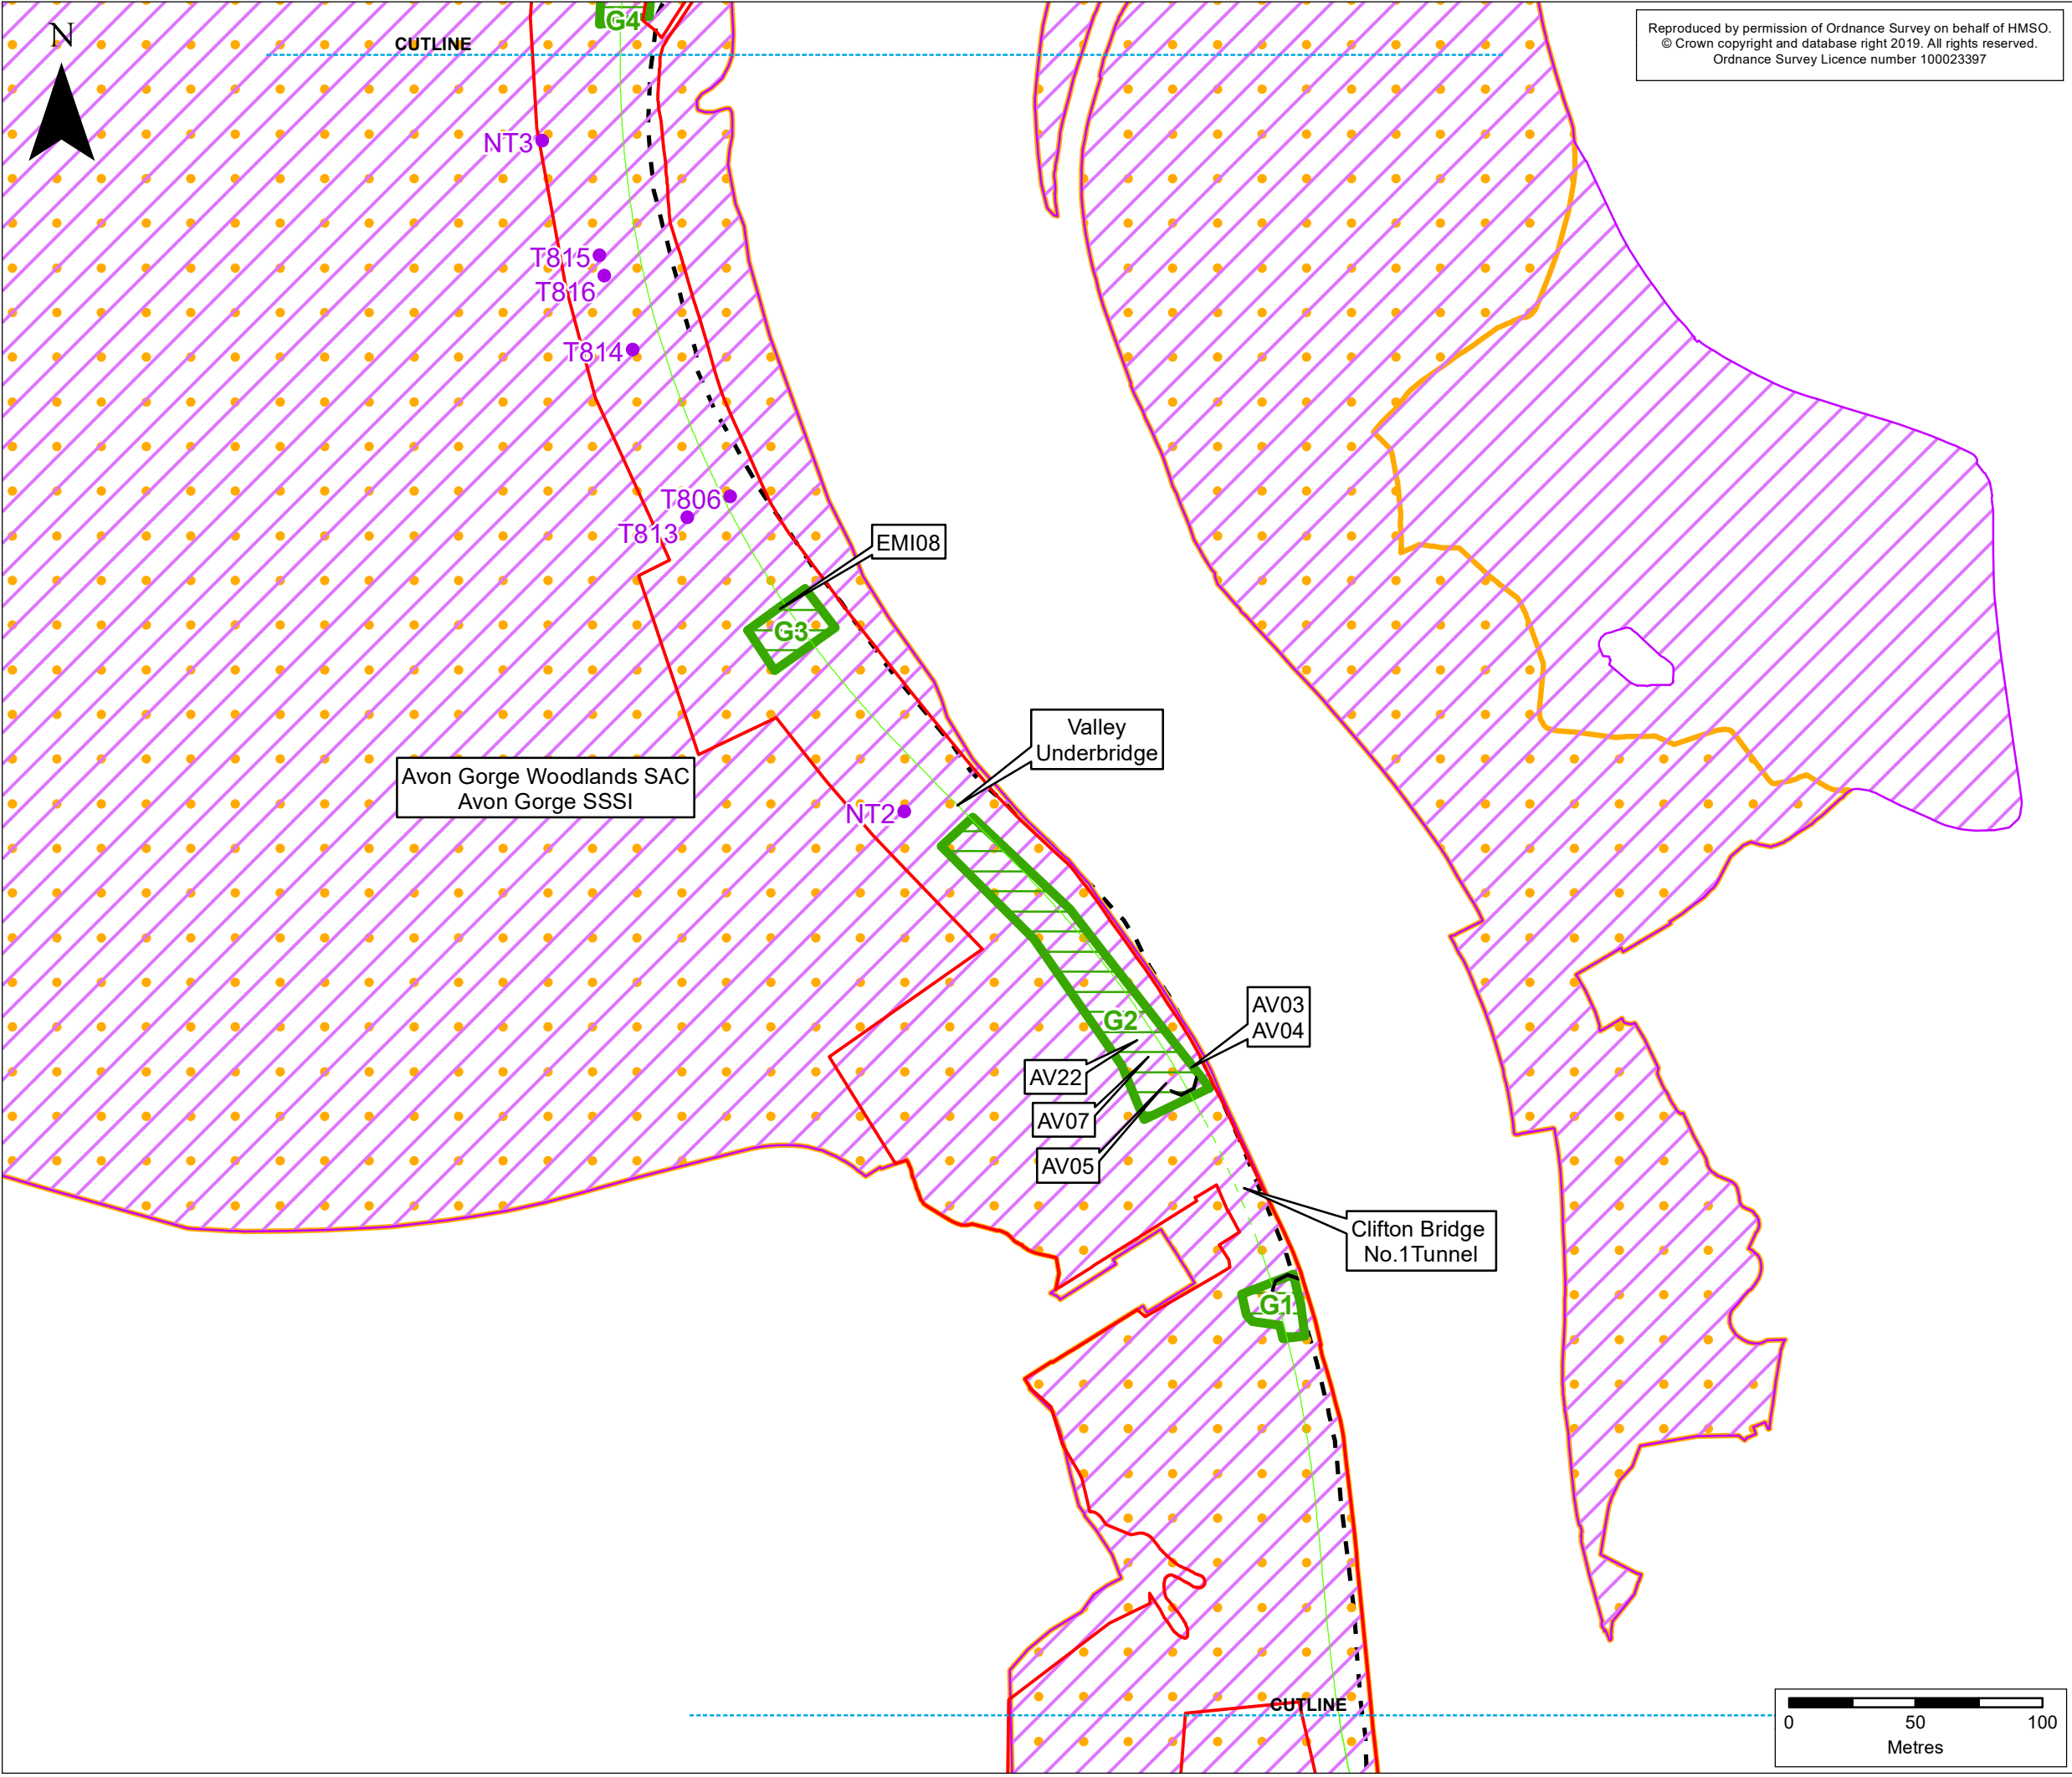 N
G4
CUTLINE
Reproduced by permission of Ordnance Survey on behalf of HMSO.
© Crown copyright and database right 2019. All rights reserved.
Ordnance Survey Licence number 100023397
NT3
T815
T816
T814
T806
T813
EMI08
G3
Valley
Underbridge
Avon Gorge Woodlands SAC
Avon Gorge SSSI
NT2
AV03
AV04
G2
AV22
AV07
AV05
Clifton Bridge
No.1Tunnel
G1
CUTLINE
0 50 100
Metres